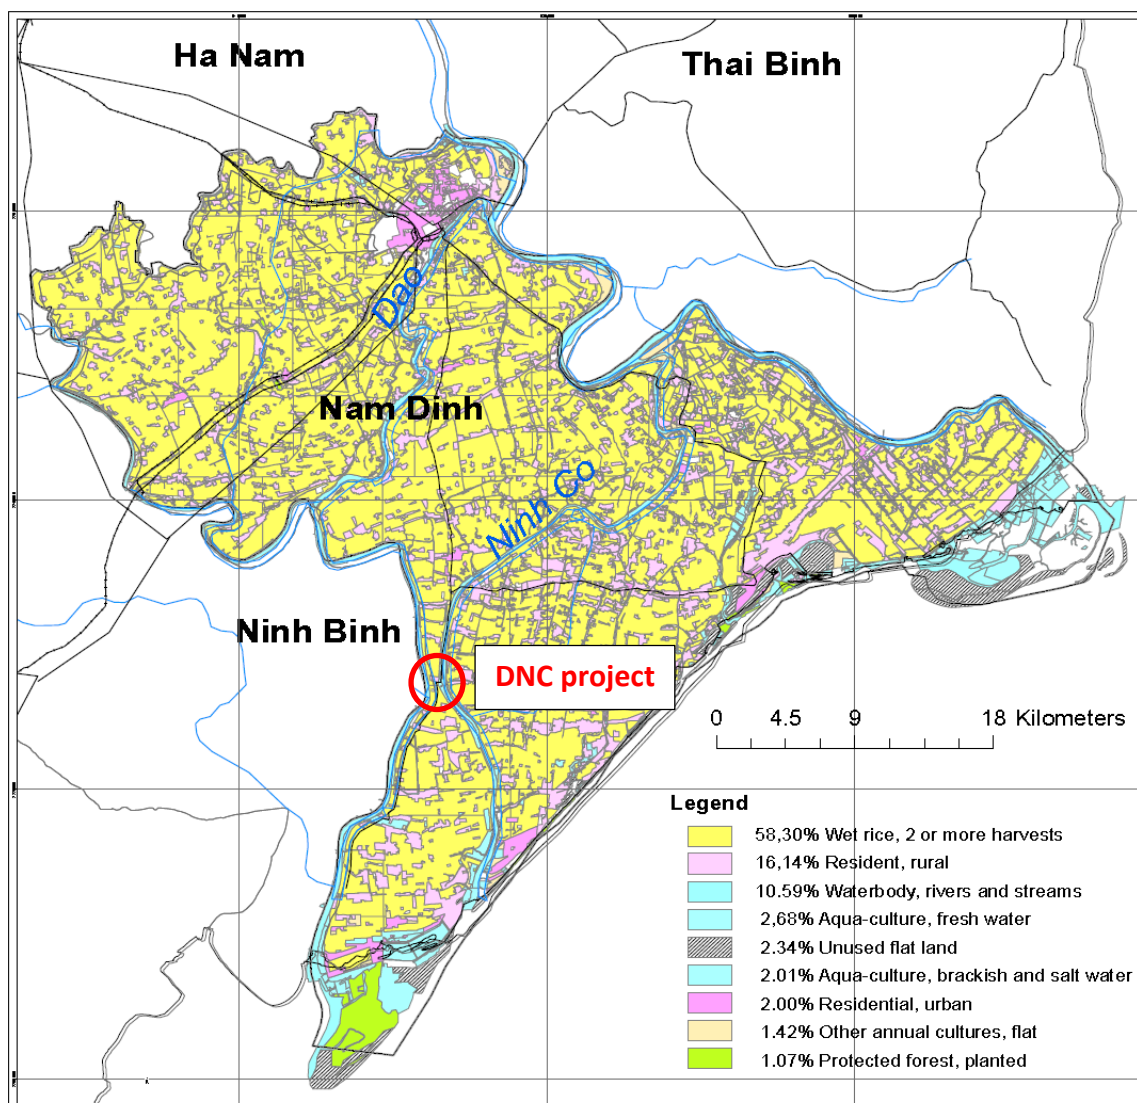 Ha Nam
Thai Binh
Dao
Nam Dinh
Ninh Co
Ninh Binh
DNC project
0 4.5 9 18 Kilometers
Legend
58,30% Wet rice, 2 or more harvests
16,14% Resident, rural
10.59% Waterbody, rivers and streams
2,68% Aqua-culture, fresh water
2.34% Unused flat land
2.01% Aqua-culture, brackish and salt water
2.00% Residential, urban
1.42% Other annual cultures, flat
1.07% Protected forest, planted